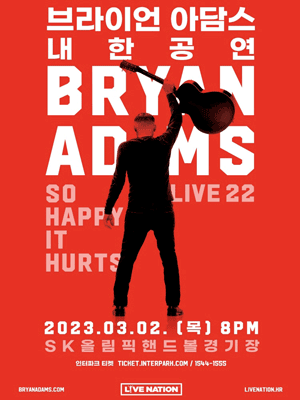 브라이언 아담스
내한공연
BRYAN
ADAMS
SO LIVE 22
HAPPY
IT
HURTS
2023.03.02. (목) 8PM
SK올림픽핸드볼경기장
인터파크 티켓 TICKET.INTERPARK.COM / 1544-1555
BRYANADAMS.COM LIVE NATION LIVENATION.KR